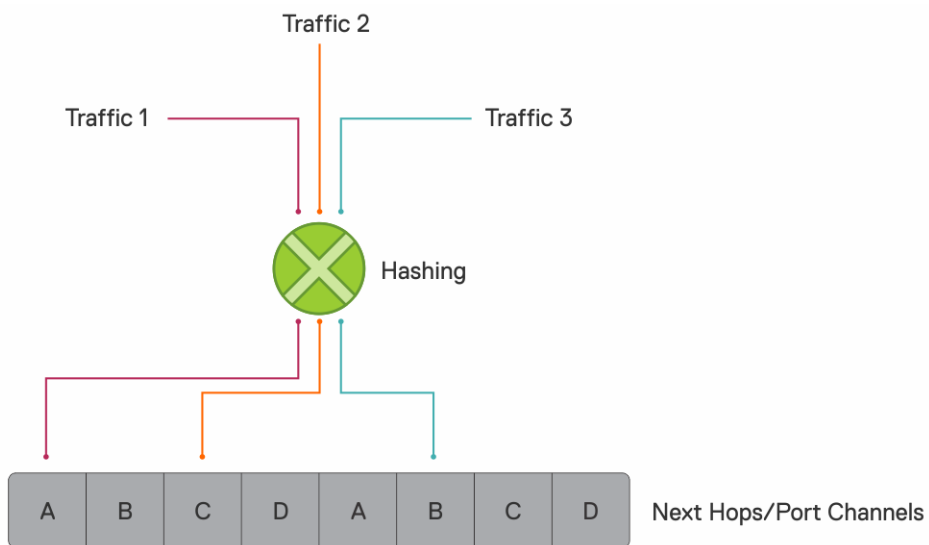 Traffic 2
Traffic 1
Traffic 3
Hashing
A B C D A B C D
Next Hops/Port Channels